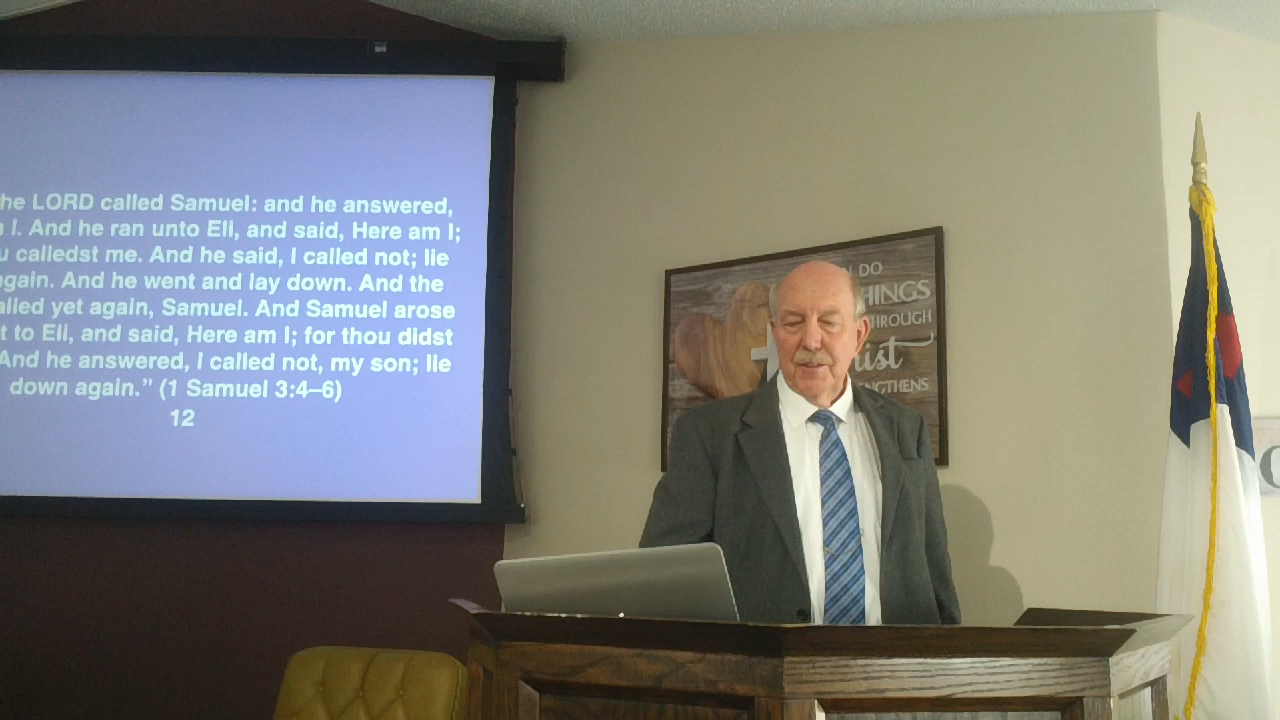 he LORD called Samuel: and he answered,
I. And he ran unto Eli, and said, Here am I;
calledst me. And he said, I called not; lie
again. And he went and lay down. And the
alled yet again, Samuel. And Samuel arose
t to Eli, and said, Here am I; for thou didst
And he answered, I called not, my son; lie
down again.” (1 Samuel 3:4–6)
12
N DO
HINGS
THROUGH
ist
NGTHENS